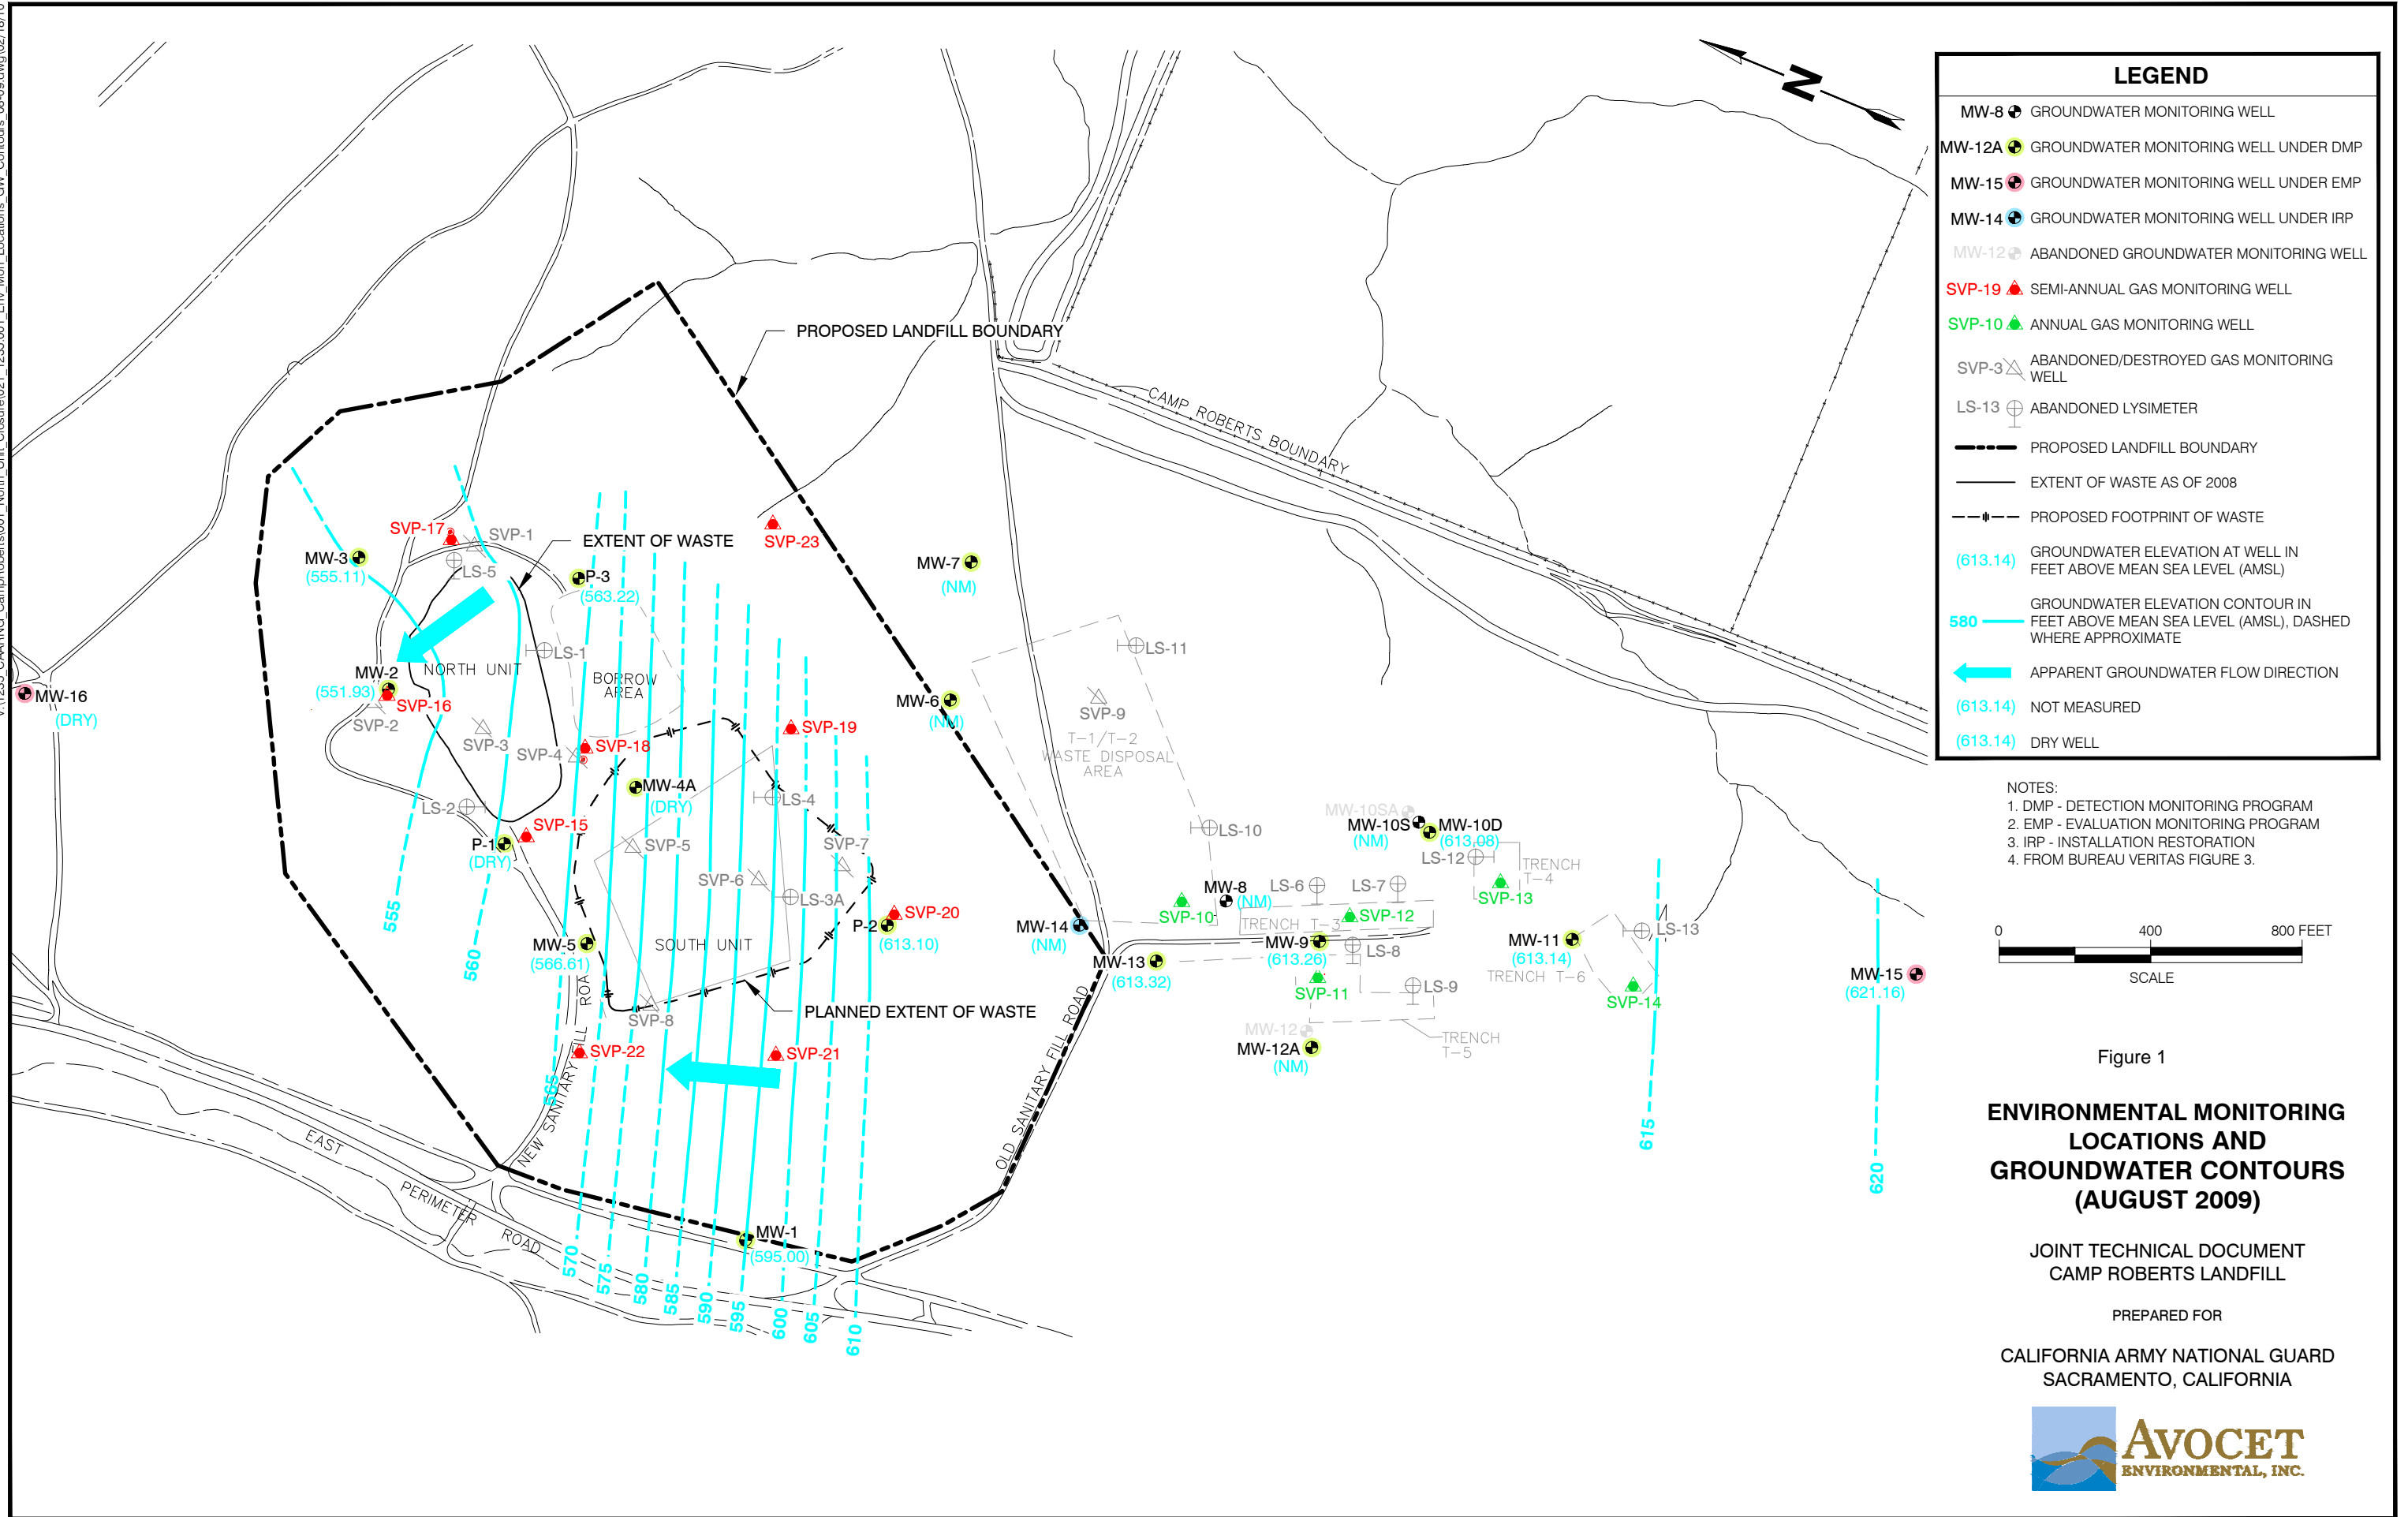 N
PROPOSED LANDFILL BOUNDARY
CAMP ROBERTS BOUNDARY
EXTENT OF WASTE
SVP-17
SVP-1
LS-5
MW-3
(555.11)
P-3
(563.22)
SVP-23
MW-7
(NM)
LS-1
NORTH UNIT
BORROW
AREA
MW-2
(551.93)
SVP-16
SVP-2
SVP-3
SVP-4
SVP-18
SVP-19
MW-16
(DRY)
MW-6
(NM)
LS-11
SVP-9
T-1/T-2
WASTE DISPOSAL
AREA
MW-4A
(DRY)
LS-4
LS-2
SVP-15
P-1
(DRY)
SVP-5
SVP-7
SVP-6
LS-3A
LS-10
MW-10SA
MW-10S
(NM)
MW-10D
(613.08)
LS-12
TRENCH
T-4
SVP-13
SVP-10
MW-8
(NM)
LS-6
LS-7
SVP-12
TRENCH T-3
555
560
MW-5
(566.61)
SOUTH UNIT
P-2
(613.10)
SVP-20
MW-14
(NM)
MW-13
(613.32)
MW-9
(613.26)
LS-8
MW-11
(613.14)
TRENCH T-6
LS-13
SVP-11
LS-9
SVP-14
MW-15
(621.16)
SVP-8
PLANNED EXTENT OF WASTE
MW-12
MW-12A
(NM)
TRENCH
T-5
SVP-22
SVP-21
565
NEW SANITARY FILL ROAD
OLD SANITARY FILL ROAD
615
620
EAST
PERIMETER
ROAD
MW-1
(595.00)
570
575
580
585
590
595
600
605
610
LEGEND
MW-8 GROUNDWATER MONITORING WELL
MW-12A GROUNDWATER MONITORING WELL UNDER DMP
MW-15 GROUNDWATER MONITORING WELL UNDER EMP
MW-14 GROUNDWATER MONITORING WELL UNDER IRP
MW-12 ABANDONED GROUNDWATER MONITORING WELL
SVP-19 SEMI-ANNUAL GAS MONITORING WELL
SVP-10 ANNUAL GAS MONITORING WELL
SVP-3 ABANDONED/DESTROYED GAS MONITORING
WELL
LS-13 ABANDONED LYSIMETER
PROPOSED LANDFILL BOUNDARY
EXTENT OF WASTE AS OF 2008
PROPOSED FOOTPRINT OF WASTE
(613.14) GROUNDWATER ELEVATION AT WELL IN
FEET ABOVE MEAN SEA LEVEL (AMSL)
580 GROUNDWATER ELEVATION CONTOUR IN
FEET ABOVE MEAN SEA LEVEL (AMSL), DASHED
WHERE APPROXIMATE
APPARENT GROUNDWATER FLOW DIRECTION
(613.14) NOT MEASURED
(613.14) DRY WELL
NOTES:
1. DMP - DETECTION MONITORING PROGRAM
2. EMP - EVALUATION MONITORING PROGRAM
3. IRP - INSTALLATION RESTORATION
4. FROM BUREAU VERITAS FIGURE 3.
0 400 800 FEET
SCALE
Figure 1
ENVIRONMENTAL MONITORING
LOCATIONS AND
GROUNDWATER CONTOURS
(AUGUST 2009)
JOINT TECHNICAL DOCUMENT
CAMP ROBERTS LANDFILL
PREPARED FOR
CALIFORNIA ARMY NATIONAL GUARD
SACRAMENTO, CALIFORNIA
AVOCET
ENVIRONMENTAL, INC.